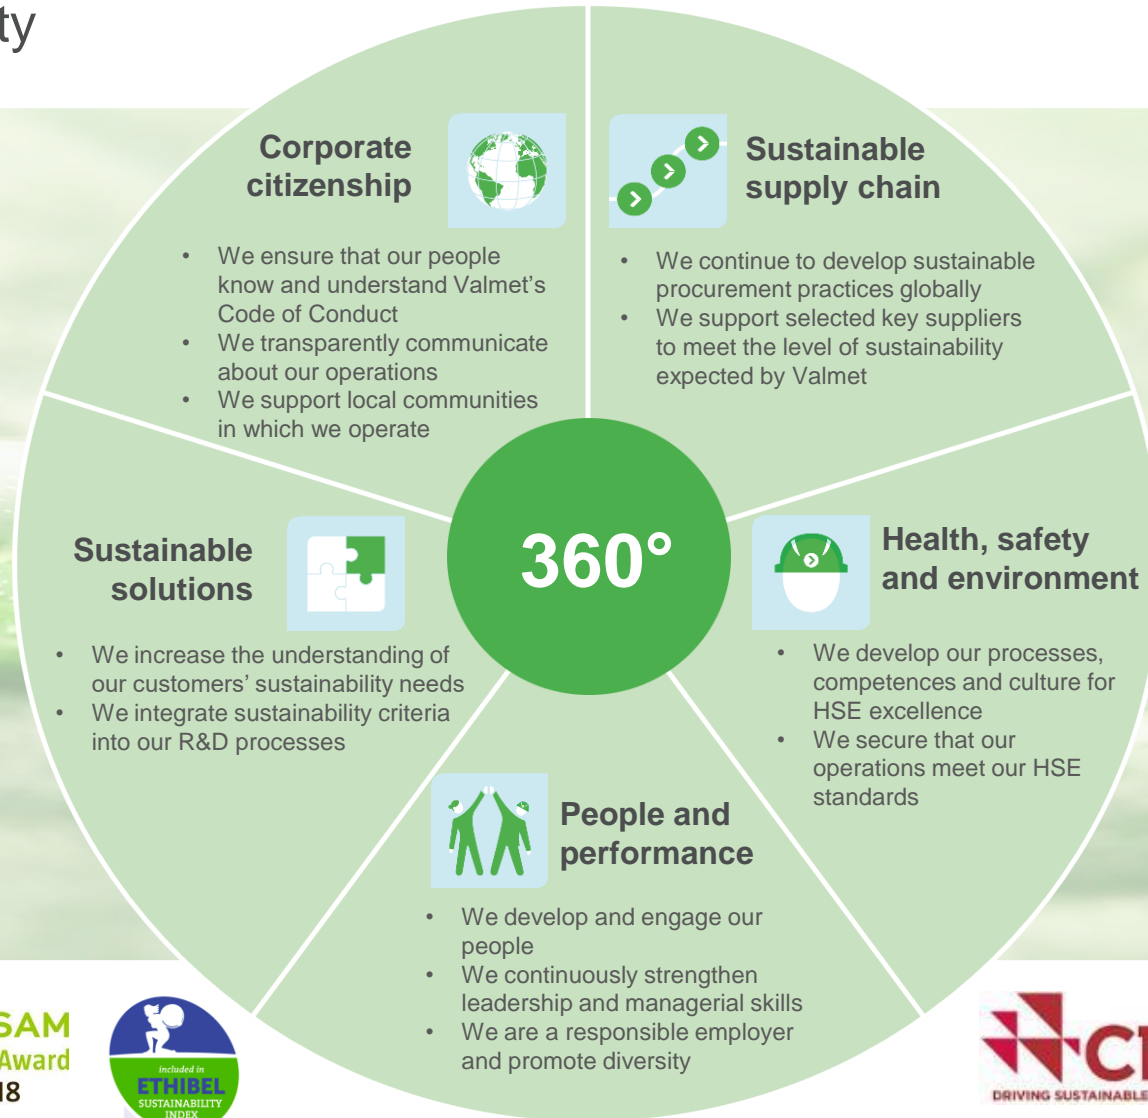 ty
Corporate
citizenship
• We ensure that our people
know and understand Valmet’s
Code of Conduct
• We transparently communicate
about our operations
• We support local communities
in which we operate
Sustainable
supply chain
• We continue to develop sustainable
procurement practices globally
• We support selected key suppliers
to meet the level of sustainability
expected by Valmet
360°
Sustainable
solutions
• We increase the understanding of
our customers’ sustainability needs
• We integrate sustainability criteria
into our R&D processes
Health, safety
and environment
• We develop our processes,
competences and culture for
HSE excellence
• We secure that our
operations meet our HSE
standards
People and
performance
• We develop and engage our
people
• We continuously strengthen
leadership and managerial skills
• We are a responsible employer
and promote diversity
SAM
Award
18
included in
ETHIBEL
SUSTAINABILITY
INDEX
DRIVING SUSTAINABLE